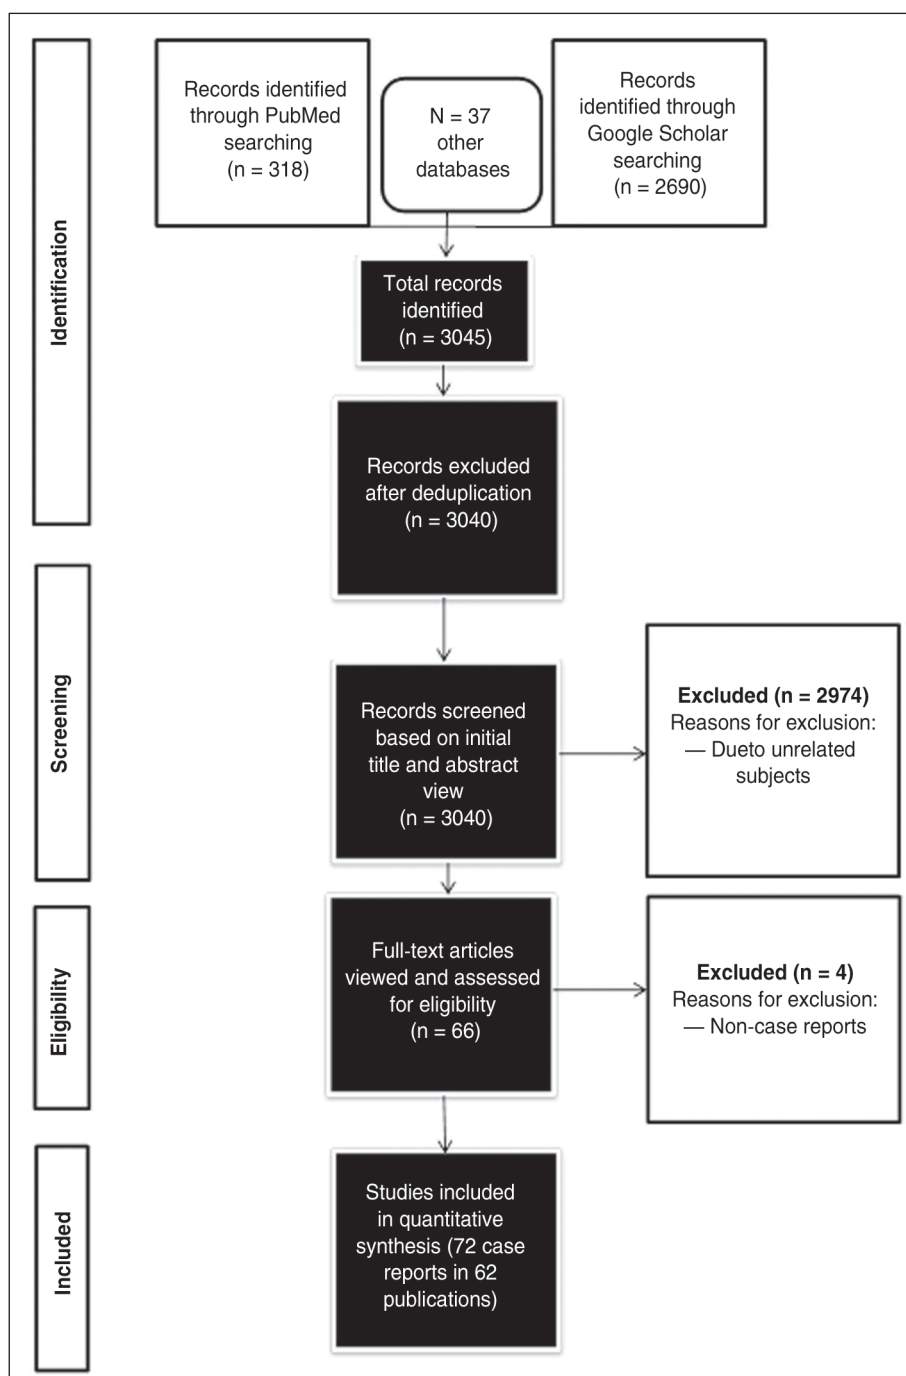 Identification
Records identified
through PubMed
searching
(n = 318)
N = 37
other
databases
Records
identified through
Google Scholar
searching
(n = 2690)
Total records
identified
(n = 3045)
Records excluded
after deduplication
(n = 3040)
Screening
Records screened
based on initial
title and abstract
view
(n = 3040)
Excluded (n = 2974)
Reasons for exclusion:
— Dueto unrelated
subjects
Eligibility
Full-text articles
viewed and assessed
for eligibility
(n = 66)
Excluded (n = 4)
Reasons for exclusion:
— Non-case reports
Included
Studies included
in quantitative
synthesis (72 case
reports in 62
publications)